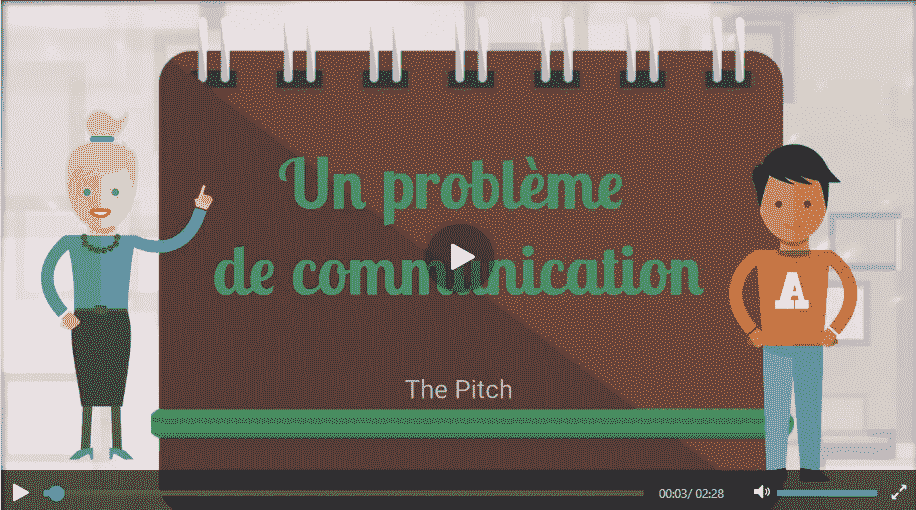 Un problème
de communication
A
The Pitch
00:03/ 02:28